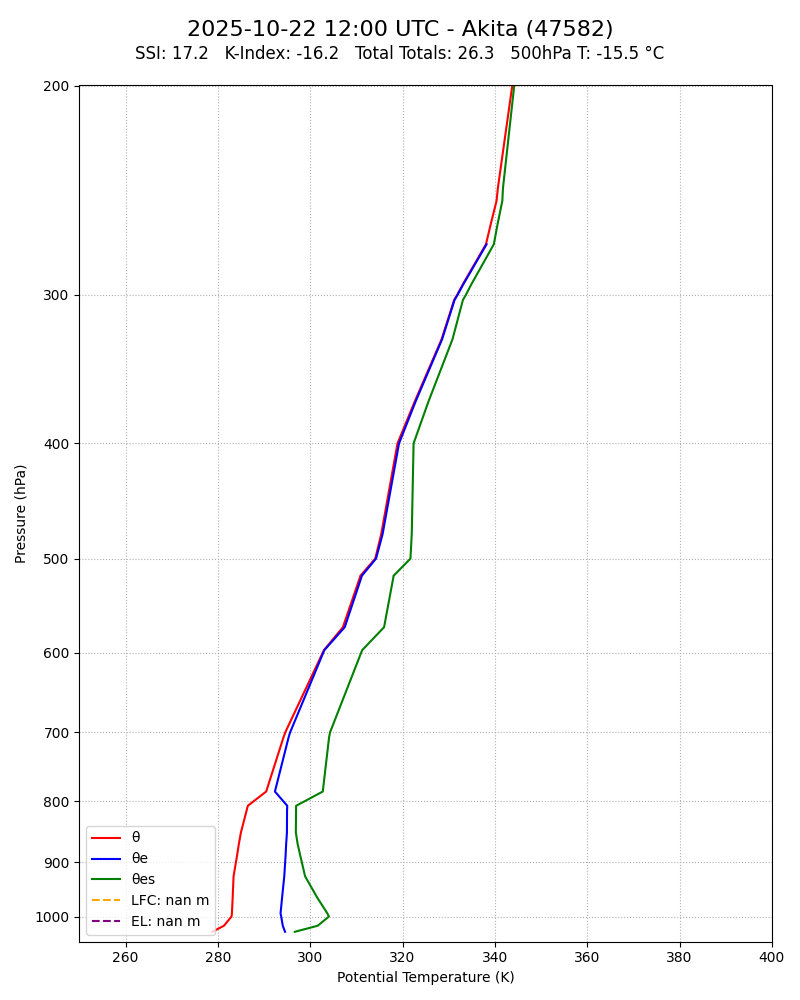 2025-10-22 12:00 UTC - Akita (47582)
SSI: 17.2   K-Index: -16.2   Total Totals: 26.3   500hPa T: -15.5 °C
200
300
400
500
600
700
800
900
1000
Pressure (hPa)
θ
θe
θes
LFC: nan m
EL: nan m
260
280
300
320
340
360
380
400
Potential Temperature (K)